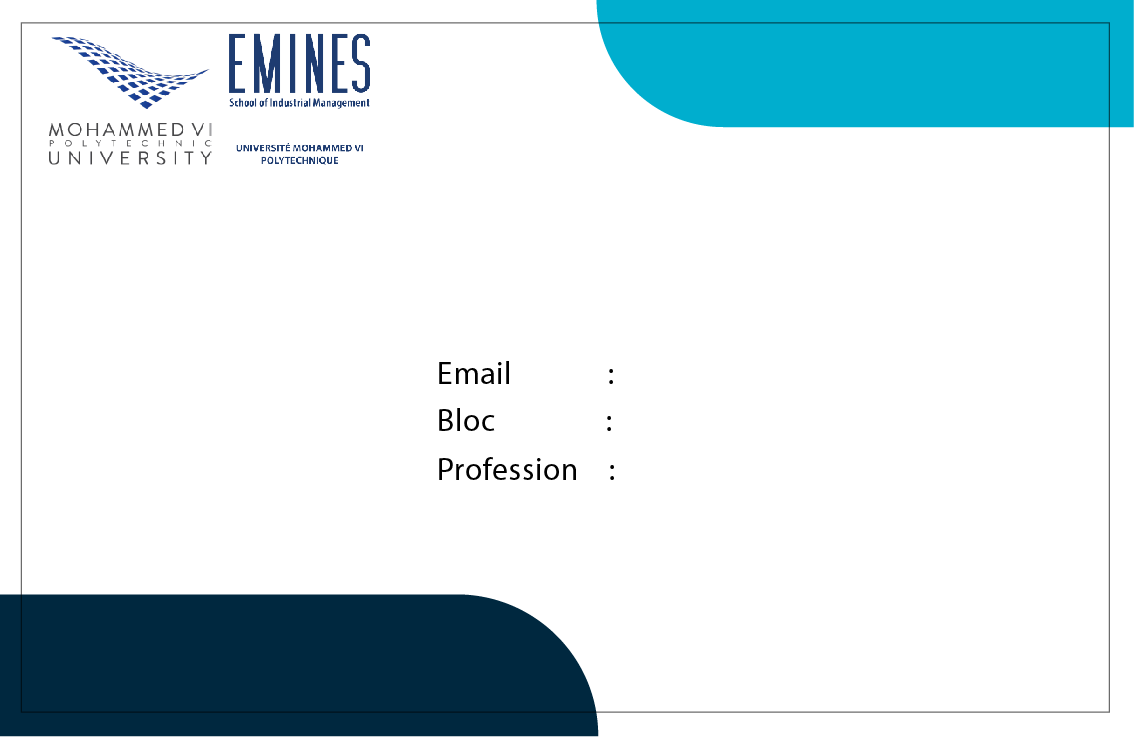 EMINES
School of Industrial Management
MOHAMMED VI
POLYTECHNIC
UNIVERSITY
UNIVERSITÉ MOHAMMED VI
POLYTECHNIQUE
Email :
Bloc :
Profession :